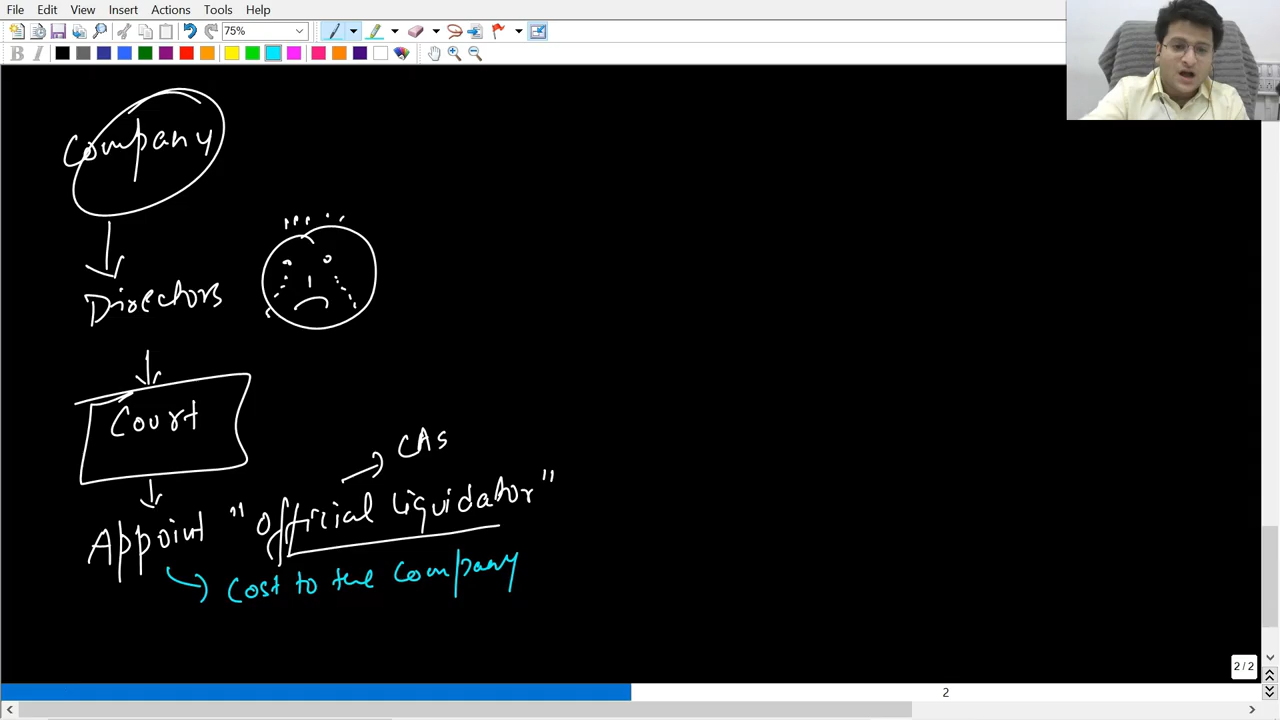 File Edit View Insert Actions Tools Help
75%
B I
Company
Directors
Court
CAs
Appoint "Official Liquidator"
Cost to the Company
2 / 2
2